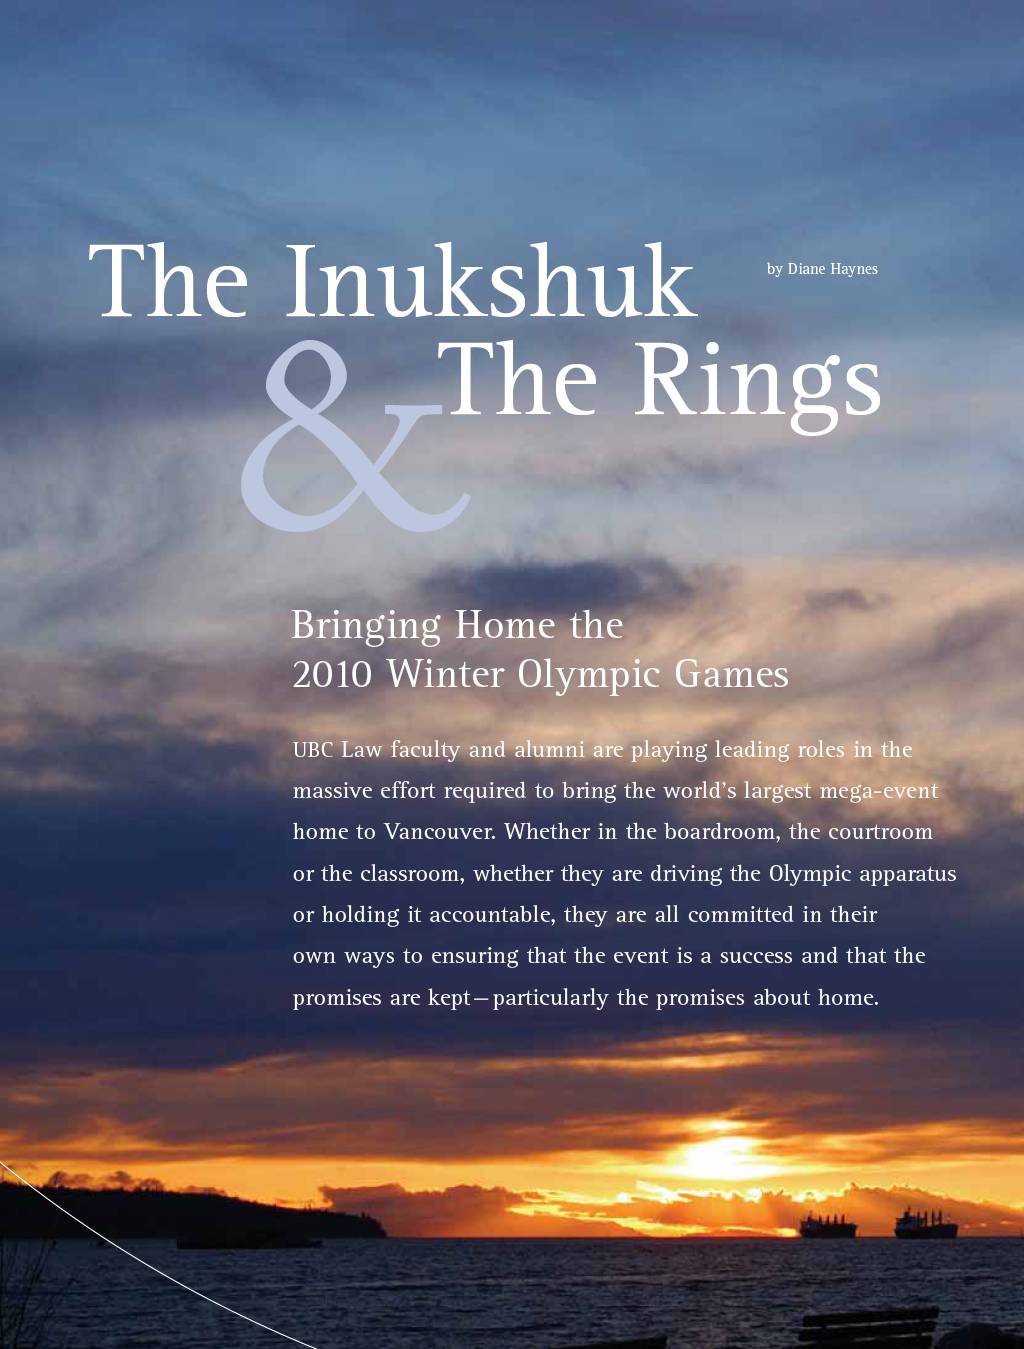 The Inukshuk
by Diane Haynes
& The Rings
Bringing Home the
2010 Winter Olympic Games
UBC Law faculty and alumni are playing leading roles in the
massive effort required to bring the world's largest mega-event
home to Vancouver. Whether in the boardroom, the courtroom
or the classroom, whether they are driving the Olympic apparatus
or holding it accountable, they are all committed in their
own ways to ensuring that the event is a success and that the
promises are kept—particularly the promises about home.